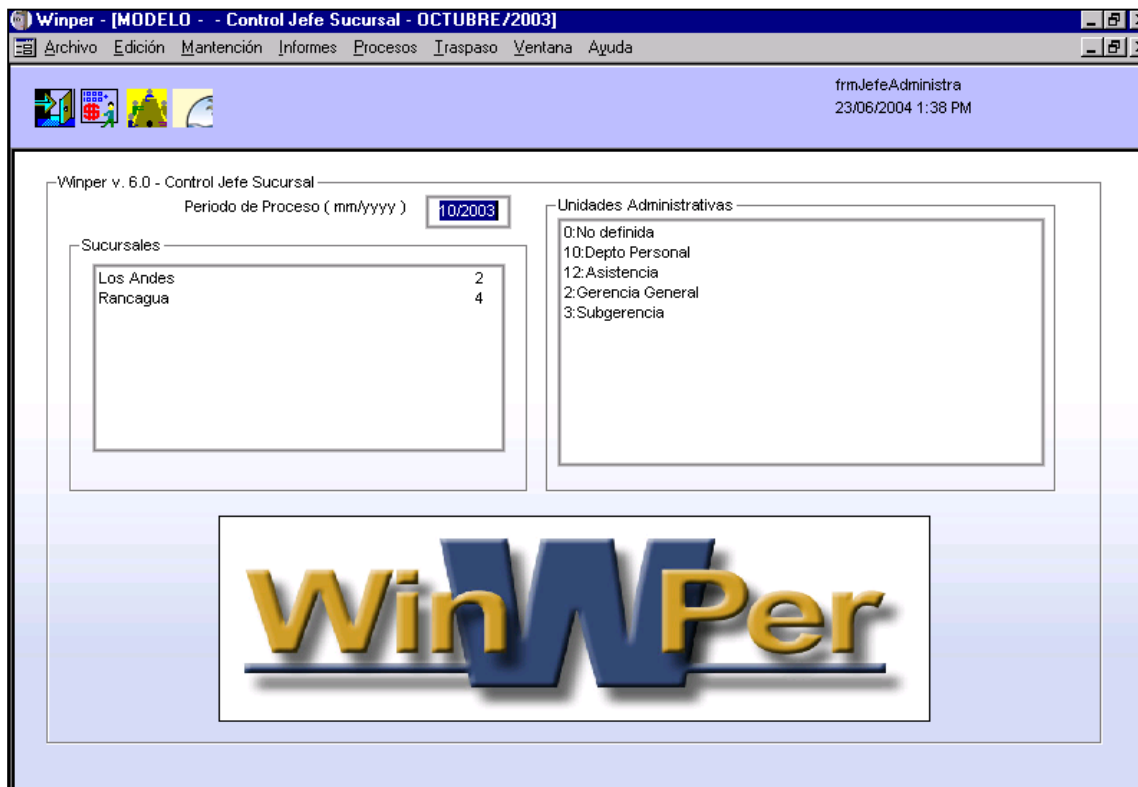 Winper - [MODELO - - Control Jefe Sucursal - OCTUBRE/2003]
Archivo Edición Mantención Informes Procesos Traspaso Ventana Ayuda
frmJefeAdministra
23/06/2004 1:38 PM
Winper v. 6.0 - Control Jefe Sucursal
Periodo de Proceso ( mm/yyyy ) 10/2003
Sucursales
Los Andes 2
Rancagua 4
Unidades Administrativas
0:No definida
10:Depto Personal
12:Asistencia
2:Gerencia General
3:Subgerencia
WinWPer